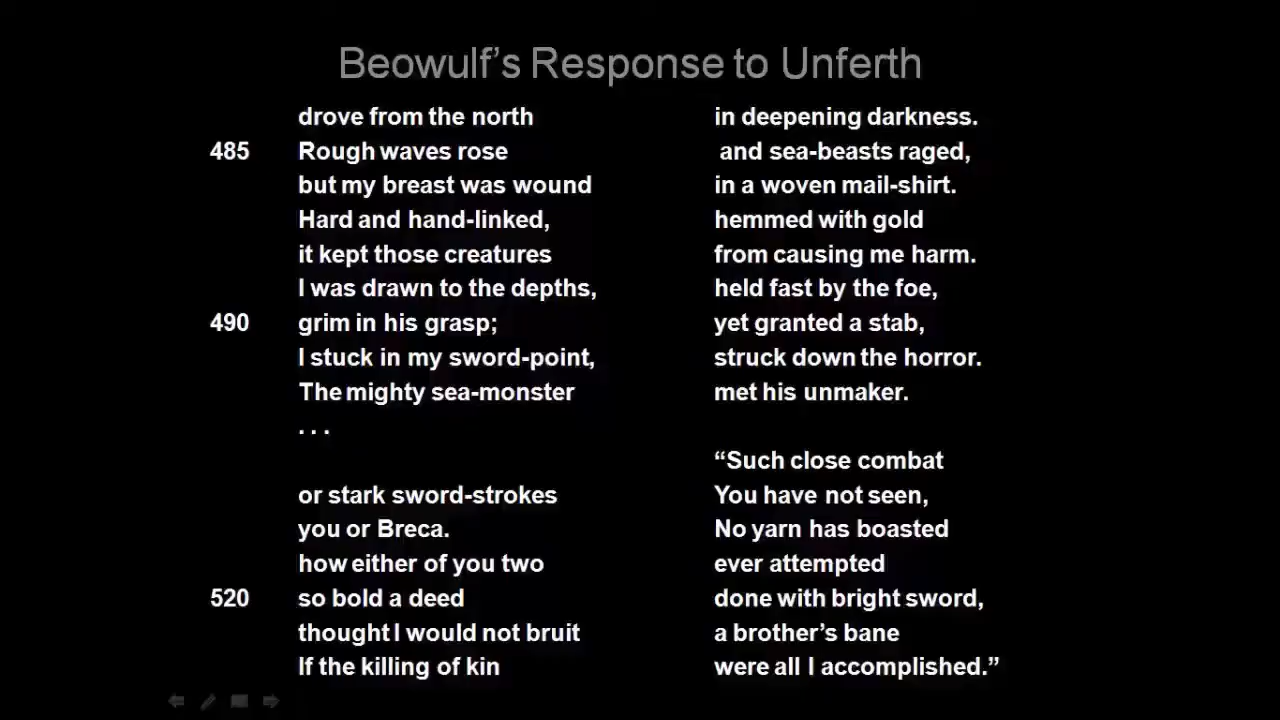 Beowulf's Response to Unferth
drove from the north in deepening darkness.
485 Rough waves rose and sea-beasts raged,
but my breast was wound in a woven mail-shirt.
Hard and hand-linked, hemmed with gold
it kept those creatures from causing me harm.
I was drawn to the depths, held fast by the foe,
490 grim in his grasp; yet granted a stab,
I stuck in my sword-point, struck down the horror.
The mighty sea-monster met his unmaker.
. . .
“Such close combat
or stark sword-strokes You have not seen,
you or Breca. No yarn has boasted
how either of you two ever attempted
520 so bold a deed done with bright sword,
thought I would not bruit a brother’s bane
If the killing of kin were all I accomplished.”